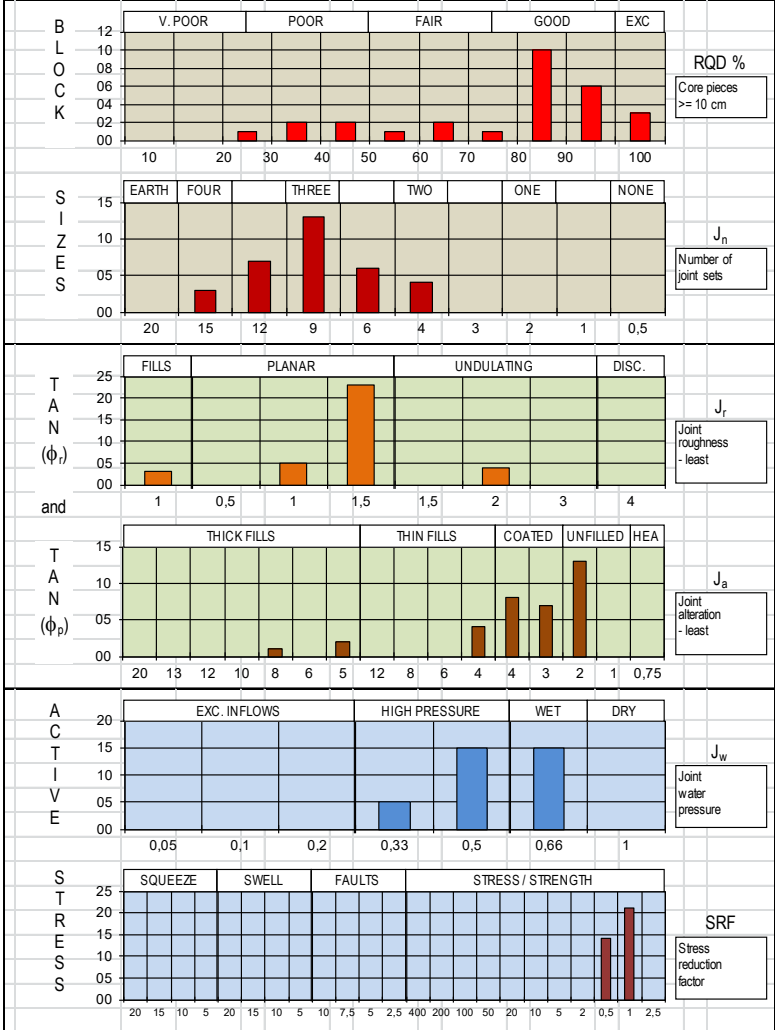 B
L
O
C
K
V. POOR POOR FAIR GOOD EXC
12
10
08
06
04
02
00
10 20 30 40 50 60 70 80 90 100
RQD %
Core pieces
>= 10 cm
S
I
Z
E
S
EARTH FOUR THREE TWO ONE NONE
15
10
05
00
20 15 12 9 6 4 3 2 1 0,5
Jn
Number of
joint sets
T
A
N
(ϕr)
FILLS PLANAR UNDULATING DISC.
25
20
15
10
05
00
1 0,5 1 1,5 1,5 2 3 4
Jr
Joint
roughness
- least
and
T
A
N
(ϕp)
THICK FILLS THIN FILLS COATED UNFILLED HEA
15
10
05
00
20 13 12 10 8 6 5 12 8 6 4 4 3 2 1 0,75
Ja
Joint
alteration
- least
A
C
T
I
V
E
EXC. INFLOWS HIGH PRESSURE WET DRY
20
15
10
05
00
0,05 0,1 0,2 0,33 0,5 0,66 1
Jw
Joint
water
pressure
S
T
R
E
S
S
SQUEEZE SWELL FAULTS STRESS / STRENGTH
25
20
15
10
05
00
20 15 10 5 20 15 10 5 10 7,5 5 2,5 400 200 100 50 20 10 5 2 0,5 1 2,5
SRF
Stress
reduction
factor